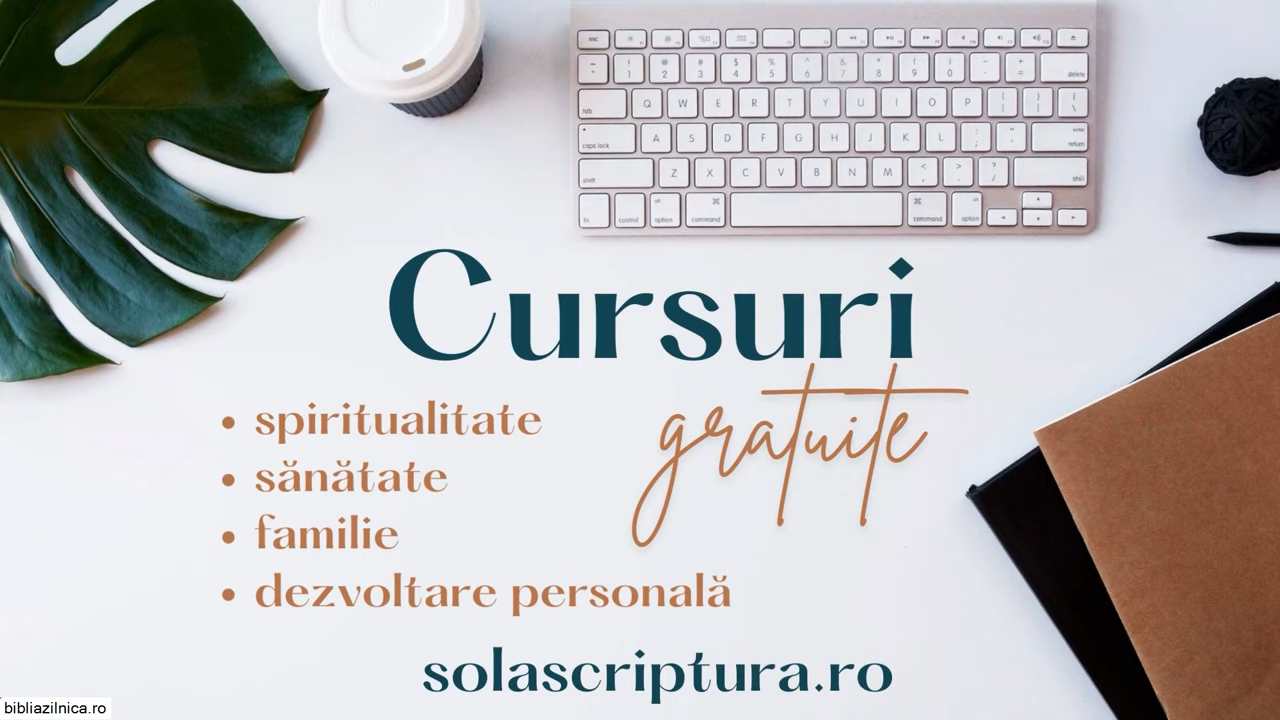 Cursuri
gratuite
spiritualitate
sănătate
familie
dezvoltare personală
solascriptura.ro
bibliazilnica.ro